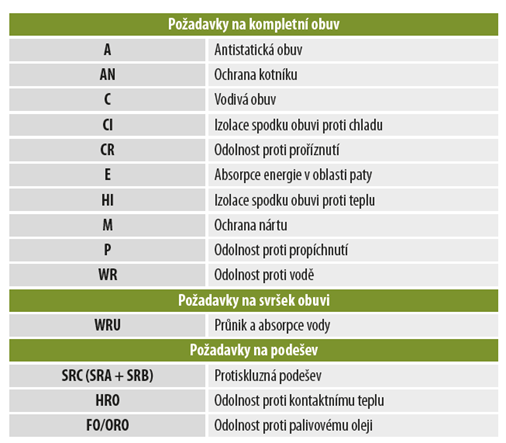 Požadavky na kompletní obuv
A Antistatická obuv
AN Ochrana kotníku
C Vodivá obuv
CI Izolace spodku obuvi proti chladu
CR Odolnost proti proříznutí
E Absorpce energie v oblasti paty
HI Izolace spodku obuvi proti teplu
M Ochrana nártu
P Odolnost proti propíchnutí
WR Odolnost proti vodě
Požadavky na svršek obuvi
WRU Průnik a absorpce vody
Požadavky na podešev
SRC (SRA + SRB) Protiskluzná podešev
HRO Odolnost proti kontaktnímu teplu
FO/ORO Odolnost proti palivovému oleji